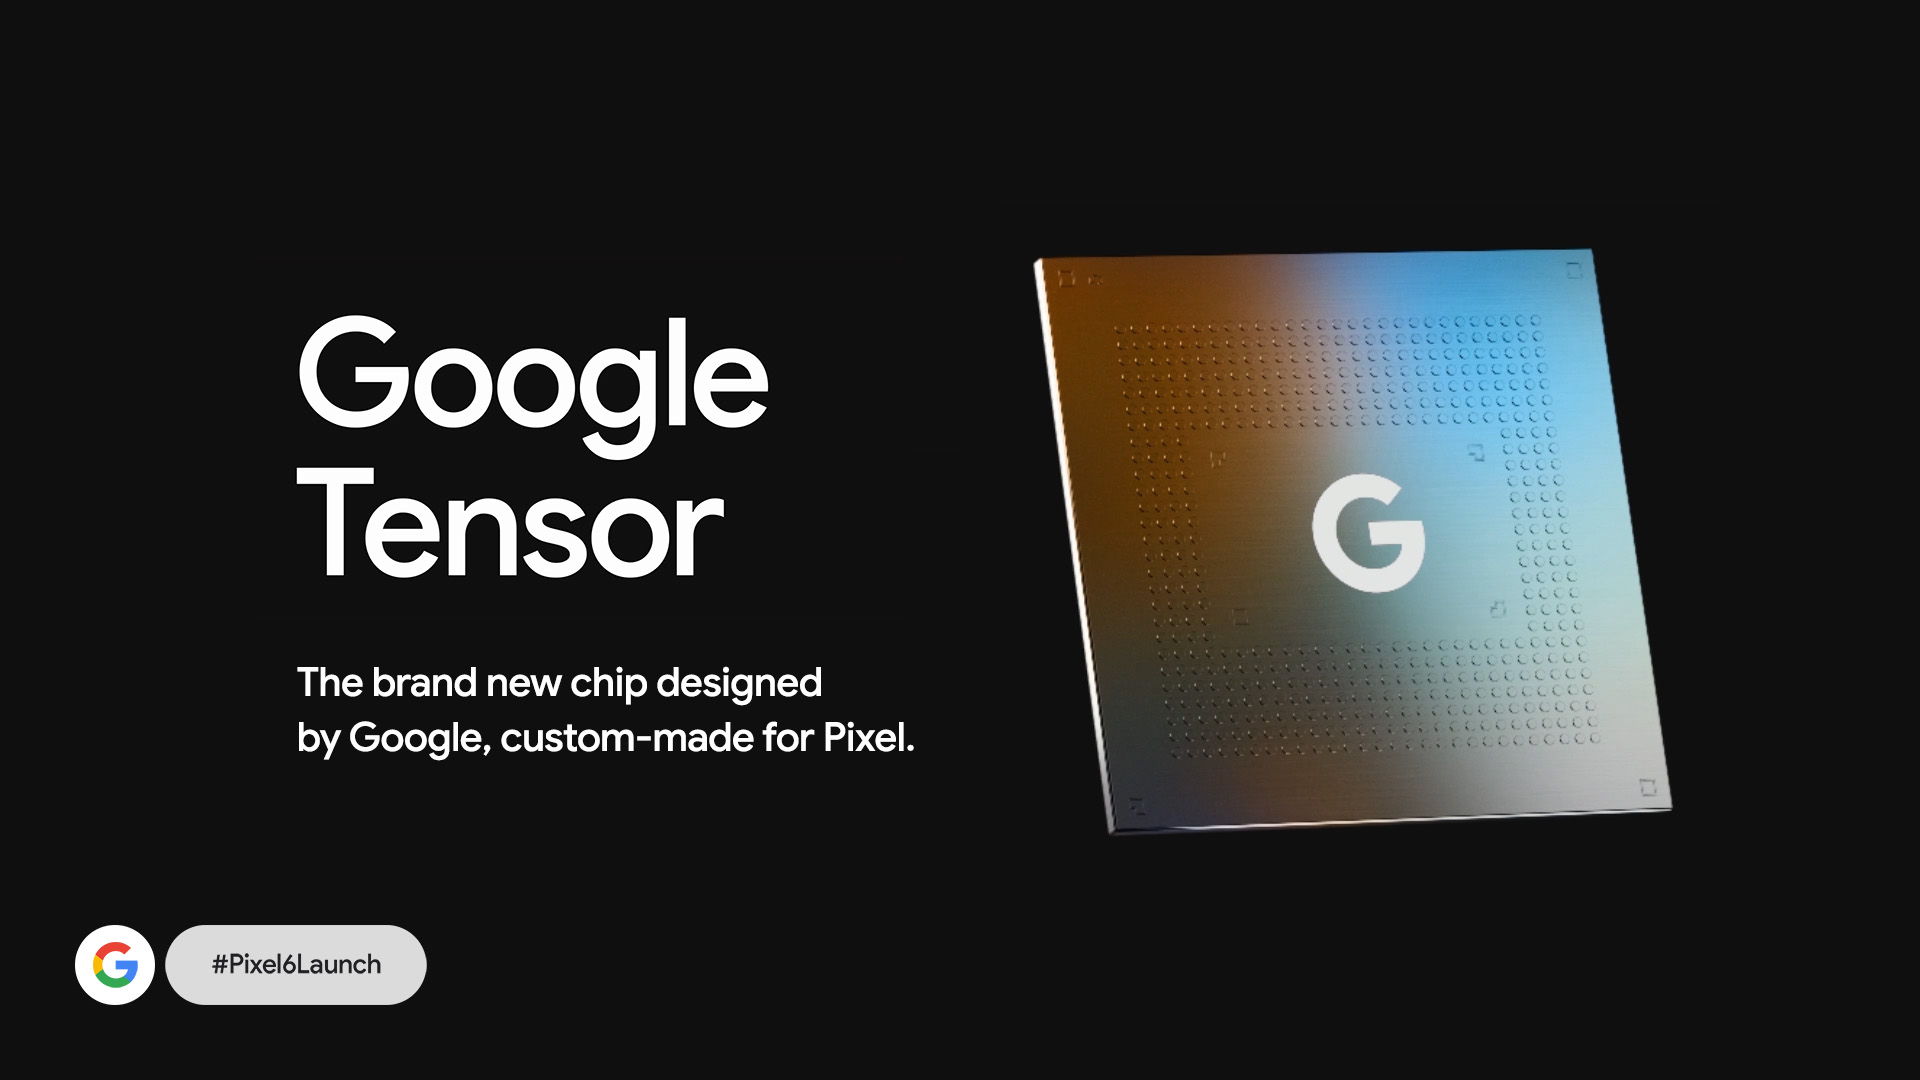 Google
Tensor
The brand new chip designed
by Google, custom-made for Pixel.
G
G
#Pixel6Launch